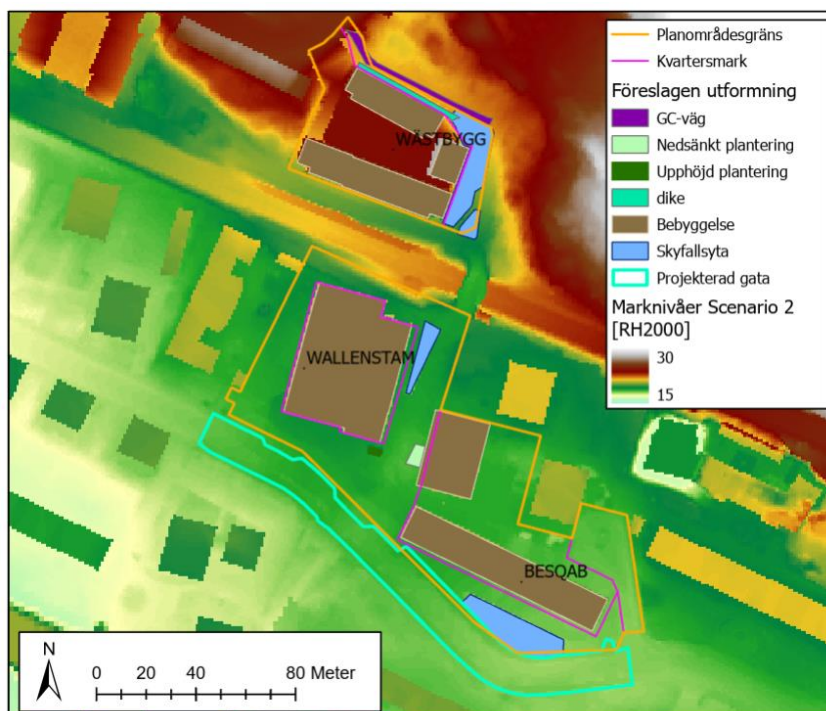 Planområdesgräns
Kvartersmark
Föreslagen utformning
GC-väg
Nedsänkt plantering
Upphöjd plantering
dike
Bebyggelse
Skyfallsyta
Projekterad gata
Marknivåer Scenario 2
[RH2000]
30
15
WÄSTBYGG
WALLENSTAM
BESQAB
N
0 20 40 80 Meter